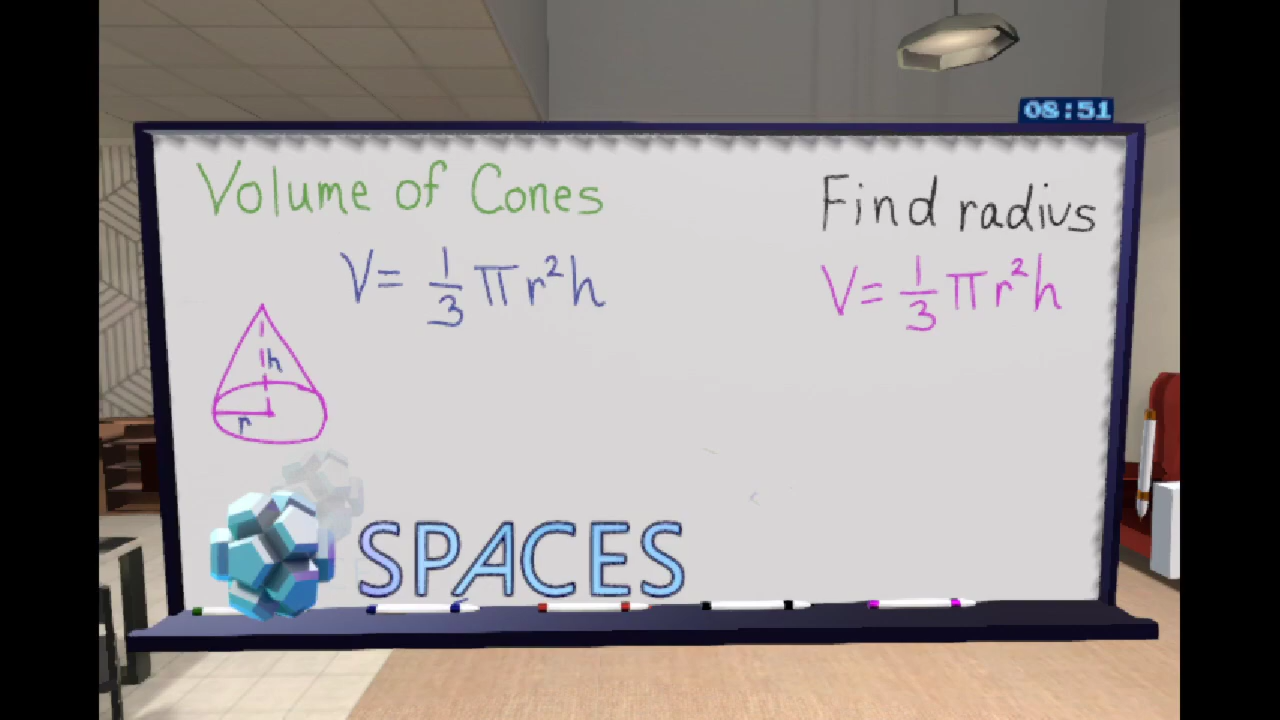 08:51
Volume of Cones
V = 1/3 πr²h
h
r
Find radius
V = 1/3 πr²h
SPACES